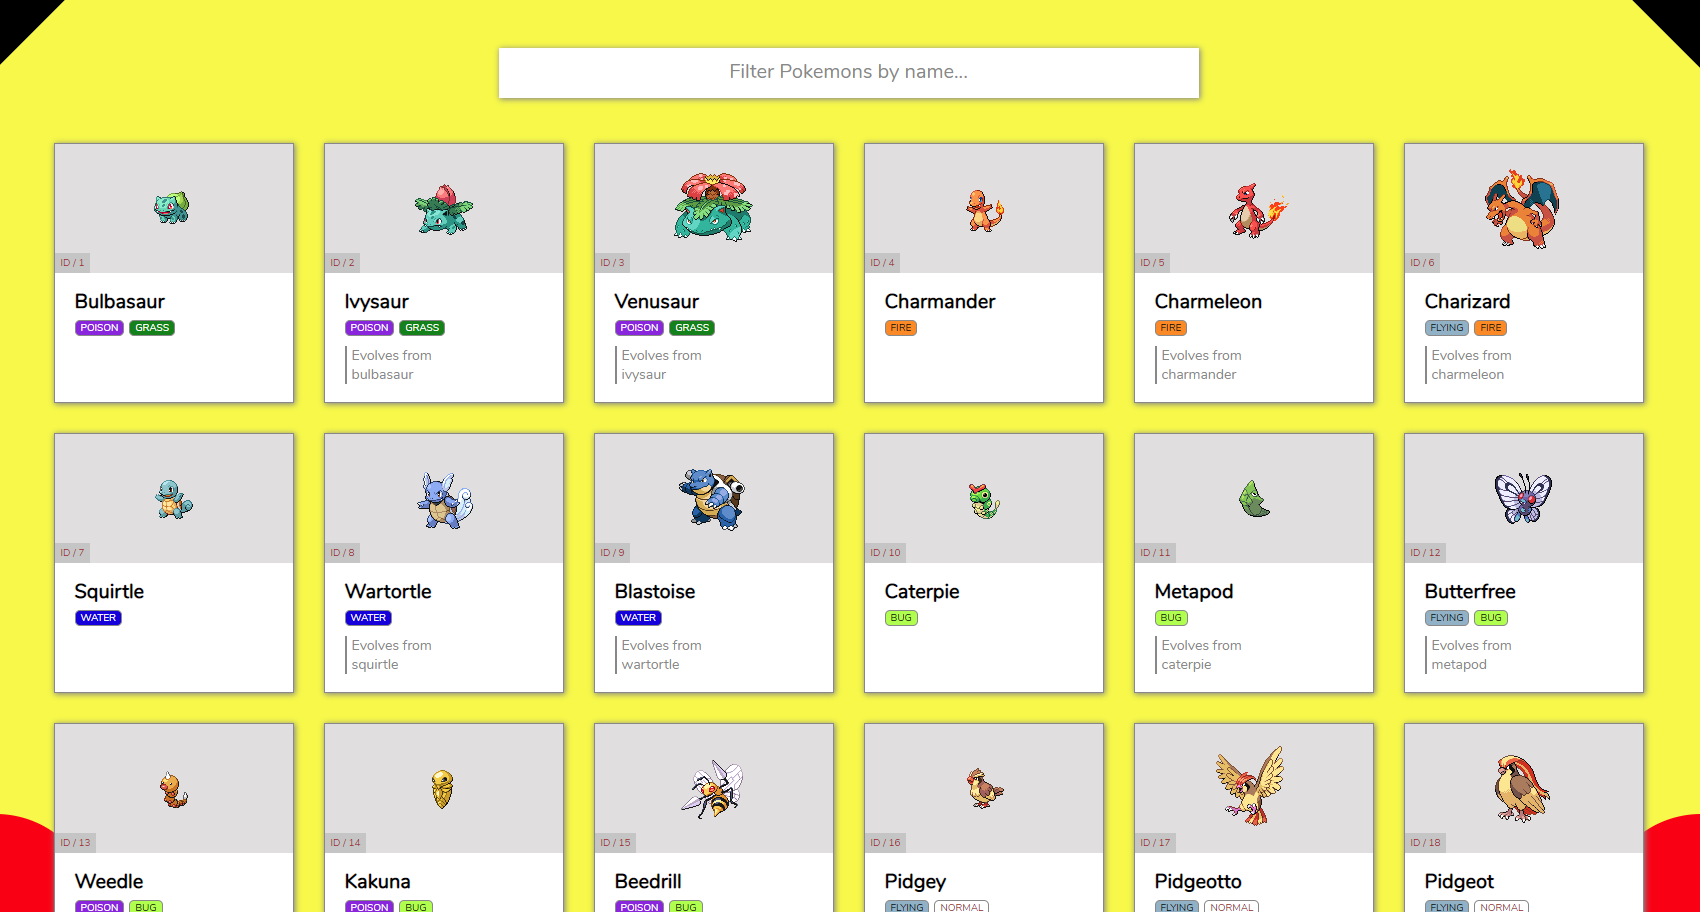 Filter Pokemons by name...
ID / 1
Bulbasaur
POISON GRASS
ID / 2
Ivysaur
POISON GRASS
Evolves from
bulbasaur
ID / 3
Venusaur
POISON GRASS
Evolves from
ivysaur
ID / 4
Charmander
FIRE
ID / 5
Charmeleon
FIRE
Evolves from
charmander
ID / 6
Charizard
FLYING FIRE
Evolves from
charmeleon
ID / 7
Squirtle
WATER
ID / 8
Wartortle
WATER
Evolves from
squirtle
ID / 9
Blastoise
WATER
Evolves from
wartortle
ID / 10
Caterpie
BUG
ID / 11
Metapod
BUG
Evolves from
caterpie
ID / 12
Butterfree
FLYING BUG
Evolves from
metapod
ID / 13
Weedle
POISON BUG
ID / 14
Kakuna
POISON BUG
ID / 15
Beedrill
POISON BUG
ID / 16
Pidgey
FLYING NORMAL
ID / 17
Pidgeotto
FLYING NORMAL
ID / 18
Pidgeot
FLYING NORMAL